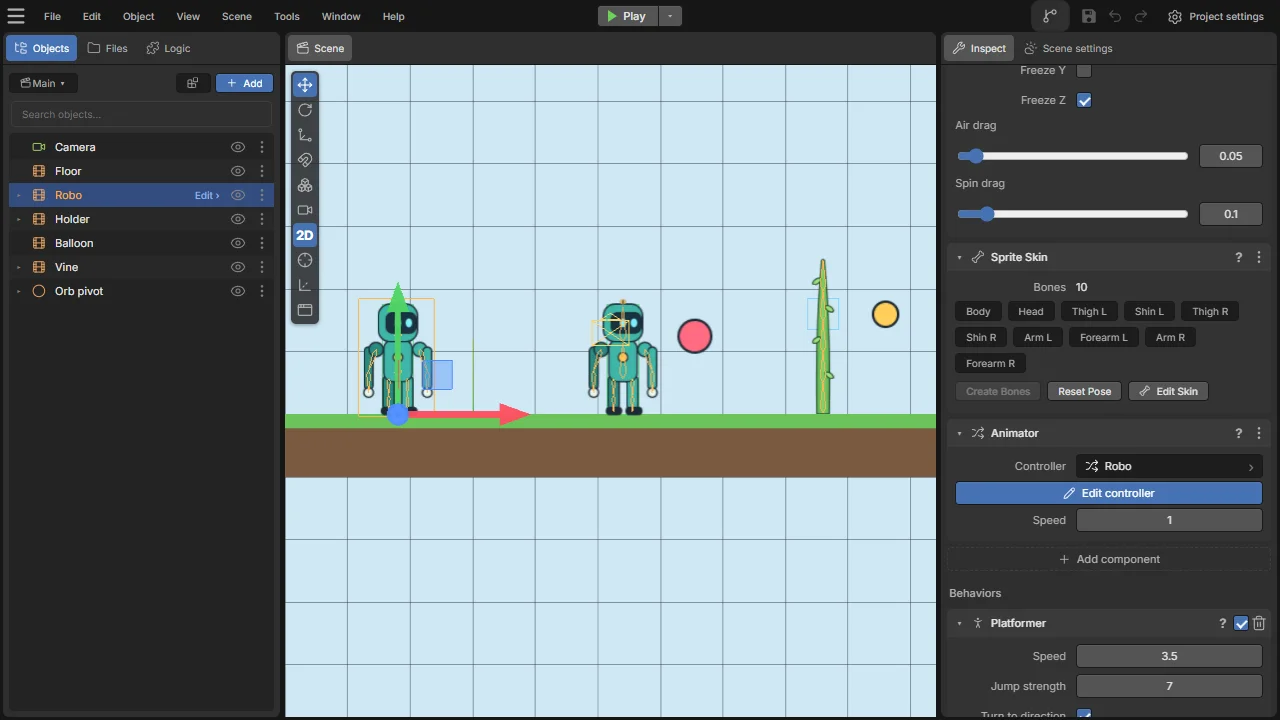 File Edit Object View Scene Tools Window Help
Play
Project settings
Objects Files Logic
Main
Add
Search objects...
Camera
Floor
Robo Edit ›
Holder
Balloon
Vine
Orb pivot
Scene
2D
Inspect Scene settings
Freeze Y
Freeze Z
Air drag
0.05
Spin drag
0.1
Sprite Skin ?
Bones 10
Body Head Thigh L Shin L Thigh R
Shin R Arm L Forearm L Arm R
Forearm R
Create Bones Reset Pose Edit Skin
Animator ?
Controller Robo ›
Edit controller
Speed 1
Add component
Behaviors
Platformer ?
Speed 3.5
Jump strength 7
Turn to direction